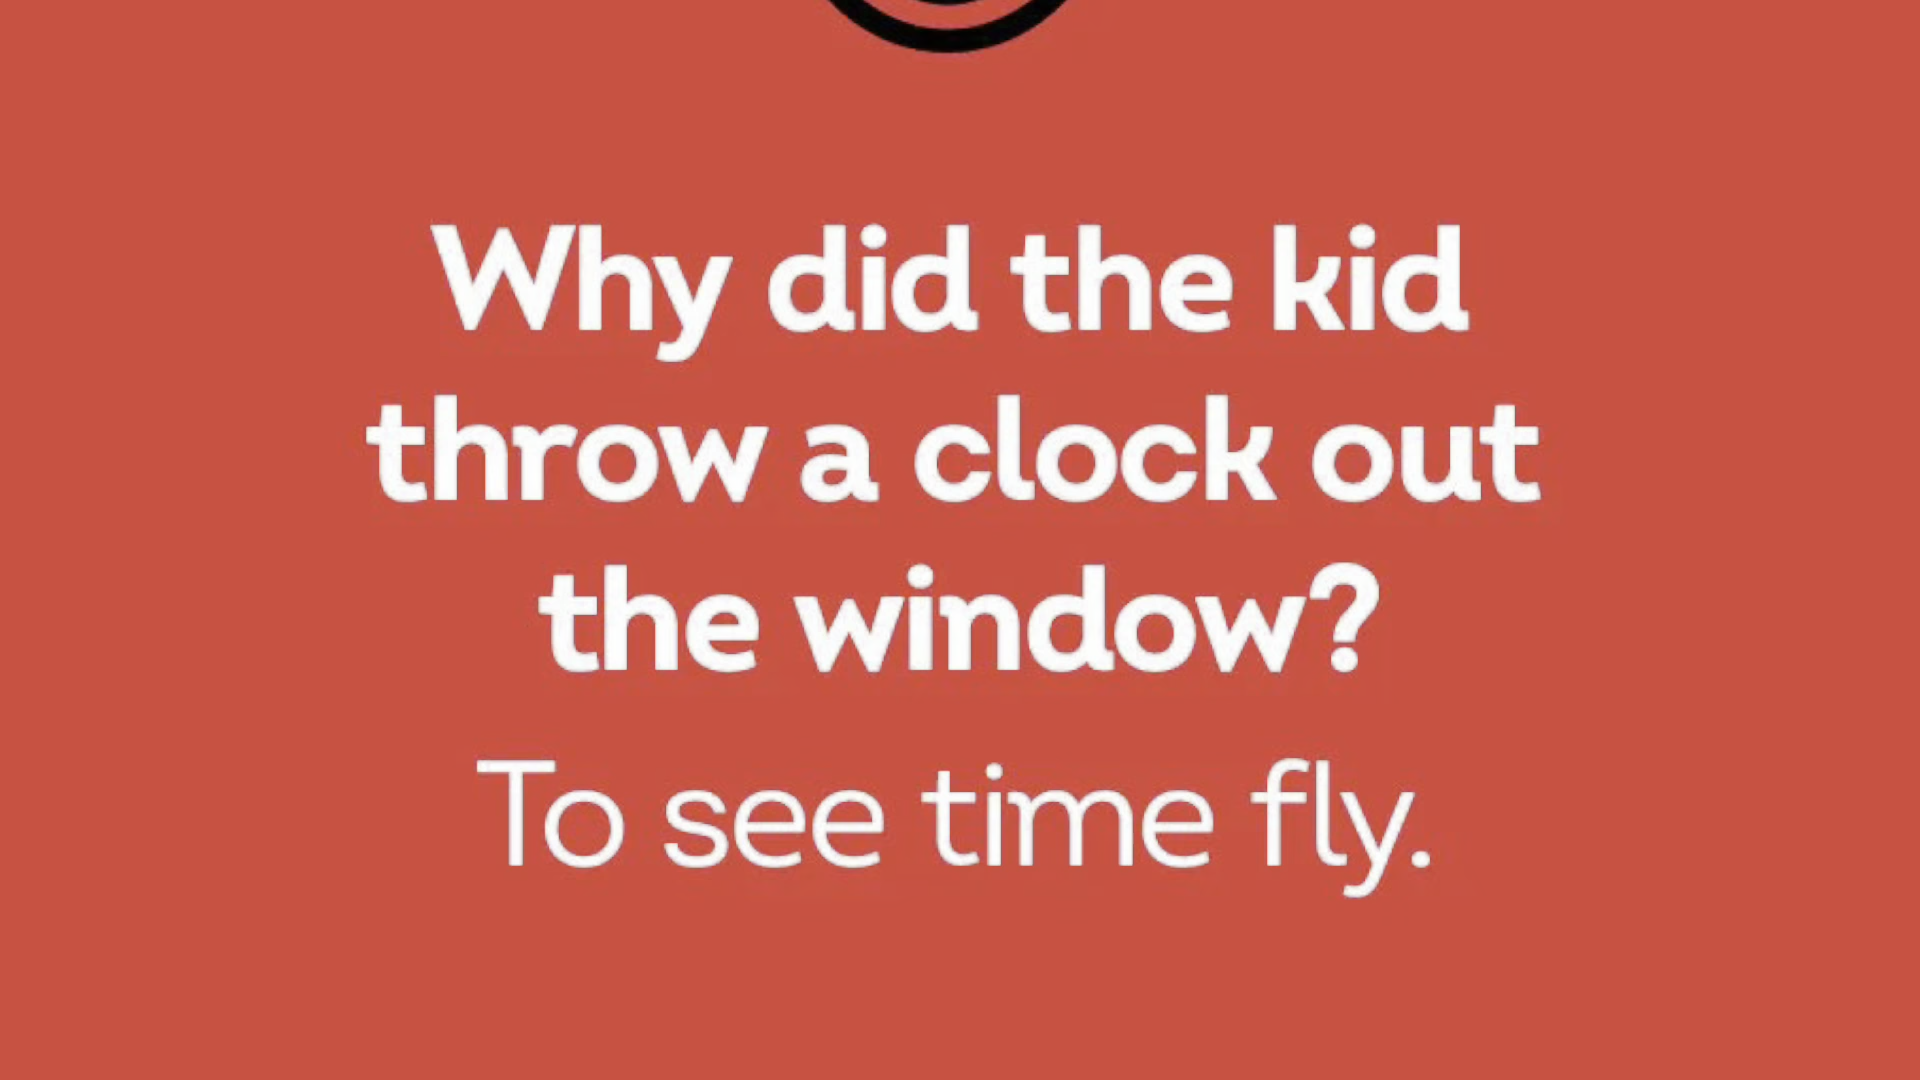 Why did the kid
throw a clock out
the window?
To see time fly.